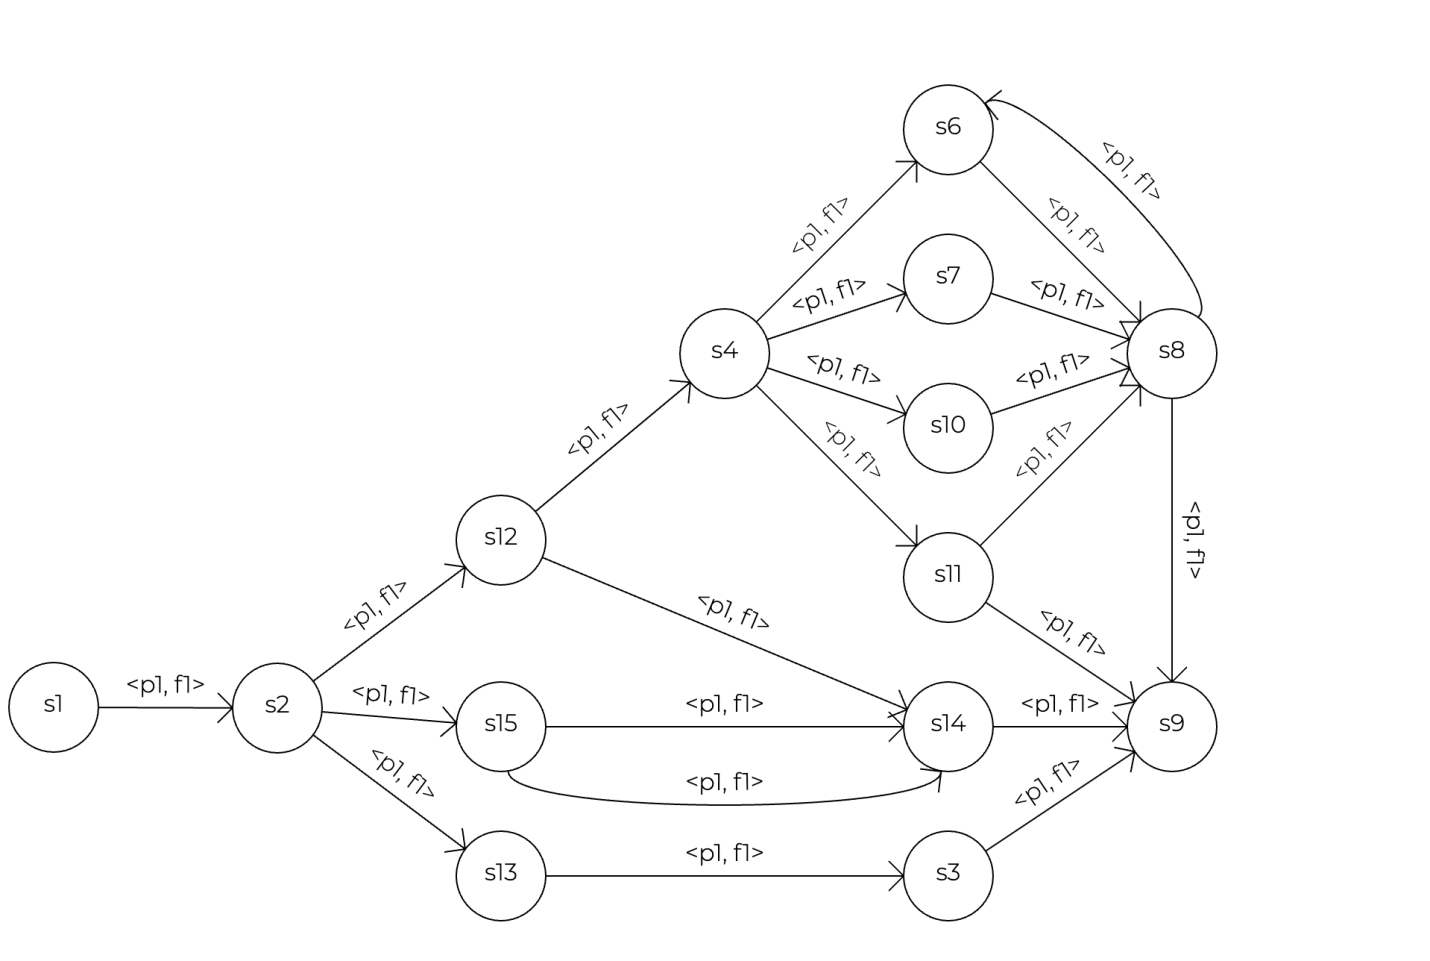 s6
<p1, f1>
<p1, f1>
<p1, f1>
s7
<p1, f1>
<p1, f1>
s4
s8
<p1, f1>
<p1, f1>
<p1, f1>
s10
<p1, f1>
<p1, f1>
s12
<p1, f1>
s11
<p1, f1>
<p1, f1>
<p1, f1>
s1
<p1, f1>
s2
<p1, f1>
s15
<p1, f1>
s14
<p1, f1>
s9
<p1, f1>
<p1, f1>
<p1, f1>
s13
<p1, f1>
s3